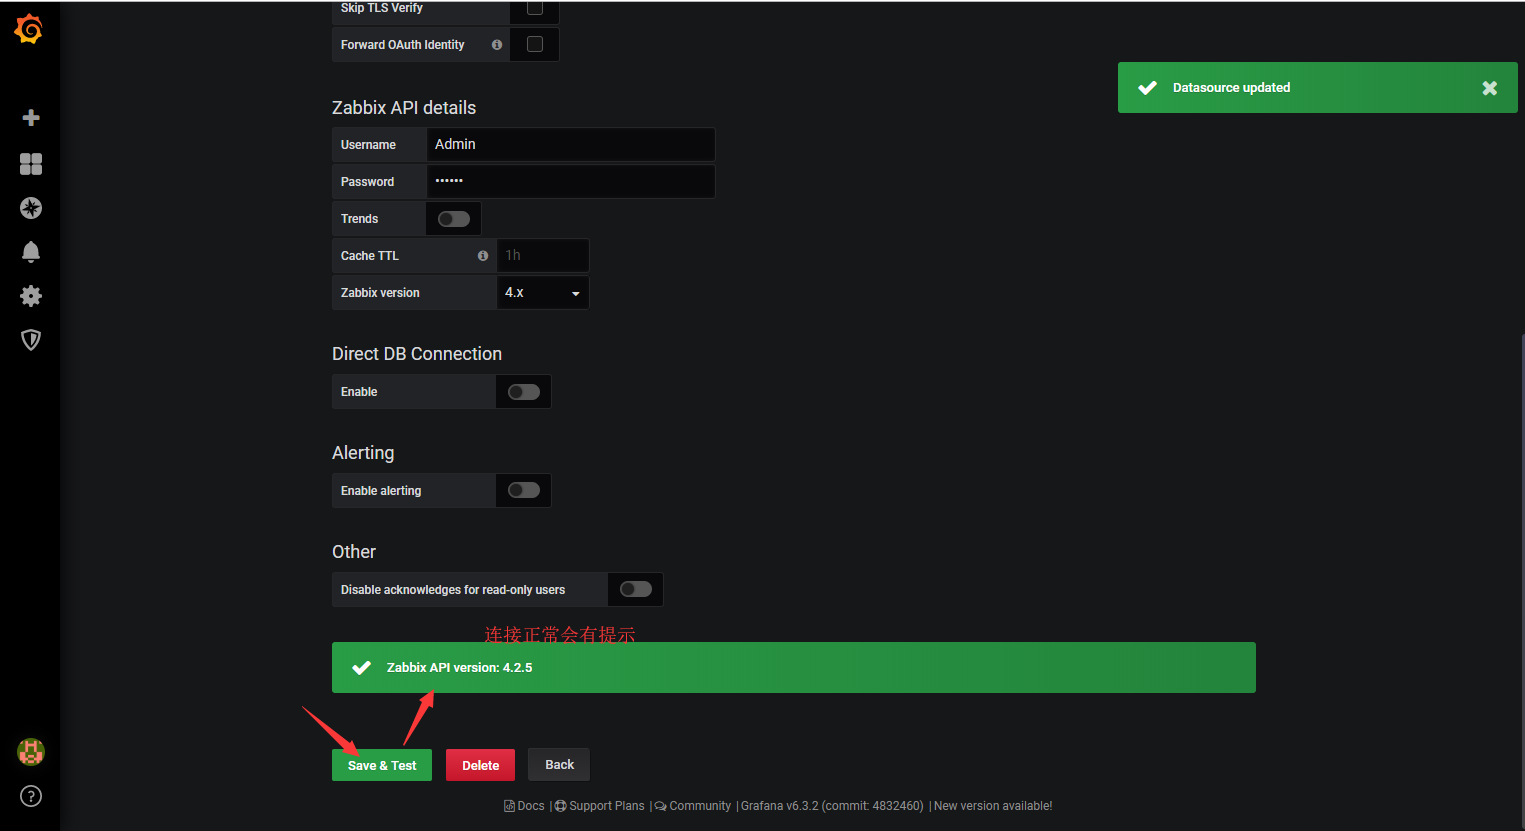 Skip TLS Verify
Forward OAuth Identity
Datasource updated
Zabbix API details
Username Admin
Password ••••••
Trends
Cache TTL 1h
Zabbix version 4.x
Direct DB Connection
Enable
Alerting
Enable alerting
Other
Disable acknowledges for read-only users
连接正常会有提示
Zabbix API version: 4.2.5
Save & Test Delete Back
Docs | Support Plans | Community | Grafana v6.3.2 (commit: 4832460) | New version available!